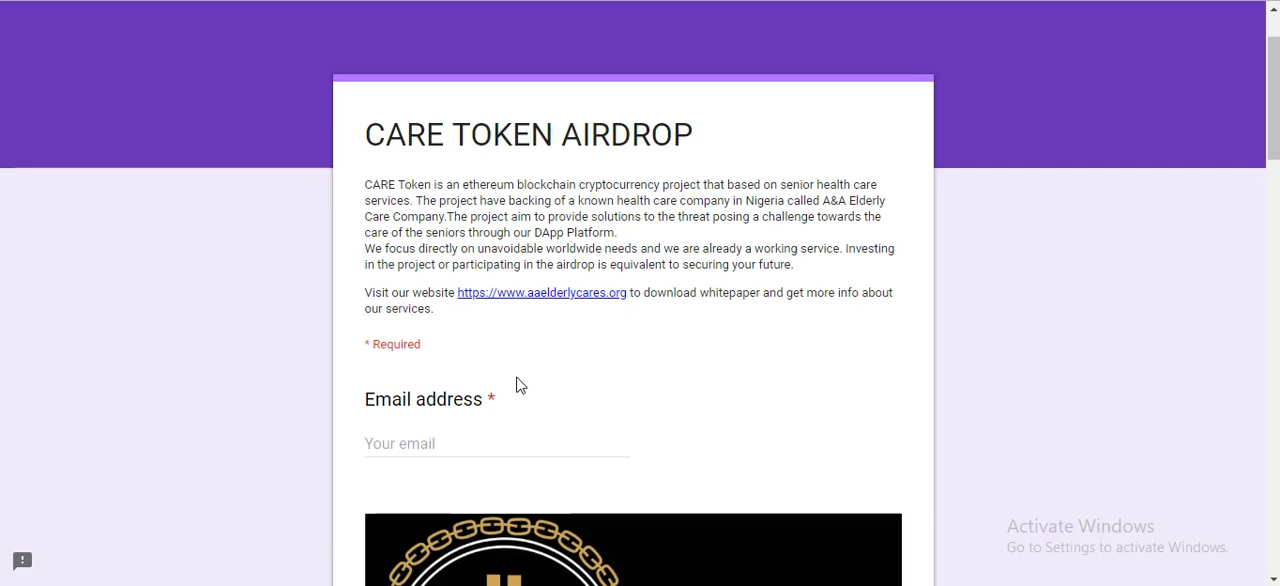 CARE TOKEN AIRDROP
CARE Token is an ethereum blockchain cryptocurrency project that based on senior health care
services. The project have backing of a known health care company in Nigeria called A&A Elderly
Care Company.The project aim to provide solutions to the threat posing a challenge towards the
care of the seniors through our DApp Platform.
We focus directly on unavoidable worldwide needs and we are already a working service. Investing
in the project or participating in the airdrop is equivalent to securing your future.
Visit our website https://www.aaelderlycares.org to download whitepaper and get more info about
our services.
* Required
Email address *
Your email
Activate Windows
Go to Settings to activate Windows.